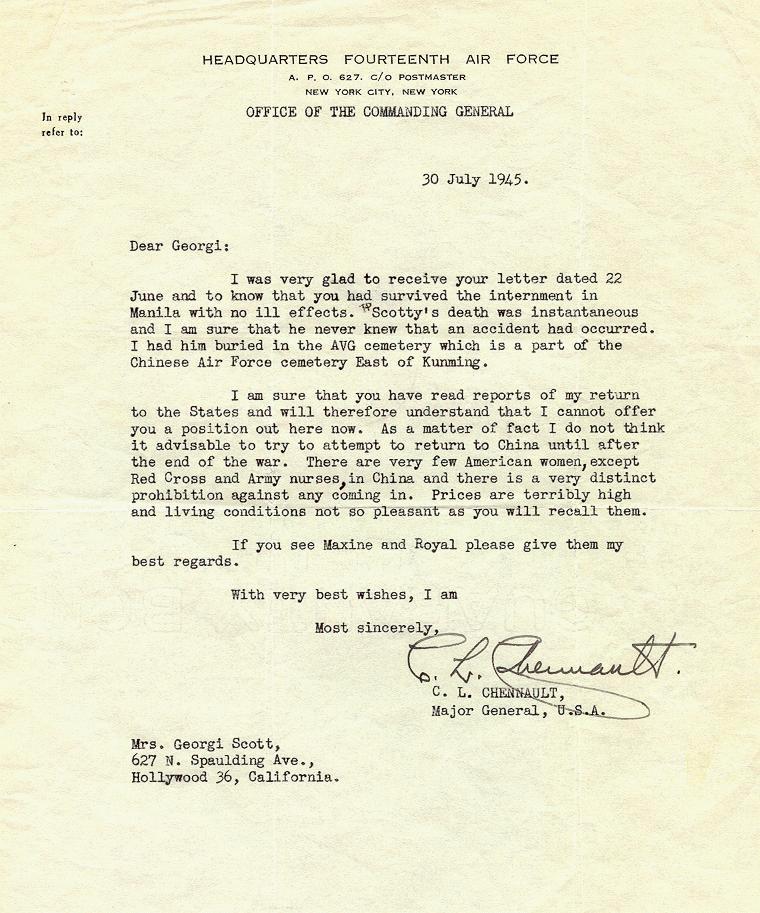 HEADQUARTERS FOURTEENTH AIR FORCE
A. P. O. 627. C/O POSTMASTER
NEW YORK CITY, NEW YORK
OFFICE OF THE COMMANDING GENERAL
In reply
refer to:
30 July 1945.
Dear Georgi:
I was very glad to receive your letter dated 22
June and to know that you had survived the internment in
Manila with no ill effects. Scotty's death was instantaneous
and I am sure that he never knew that an accident had occurred.
I had him buried in the AVG cemetery which is a part of the
Chinese Air Force cemetery East of Kunming.
I am sure that you have read reports of my return
to the States and will therefore understand that I cannot offer
you a position out here now. As a matter of fact I do not think
it advisable to try to attempt to return to China until after
the end of the war. There are very few American women, except
Red Cross and Army nurses, in China and there is a very distinct
prohibition against any coming in. Prices are terribly high
and living conditions not so pleasant as you will recall them.
If you see Maxine and Royal please give them my
best regards.
With very best wishes, I am
Most sincerely,
C. L. Chennault.
C. L. CHENNAULT,
Major General, U.S.A.
Mrs. Georgi Scott,
627 N. Spaulding Ave.,
Hollywood 36, California.